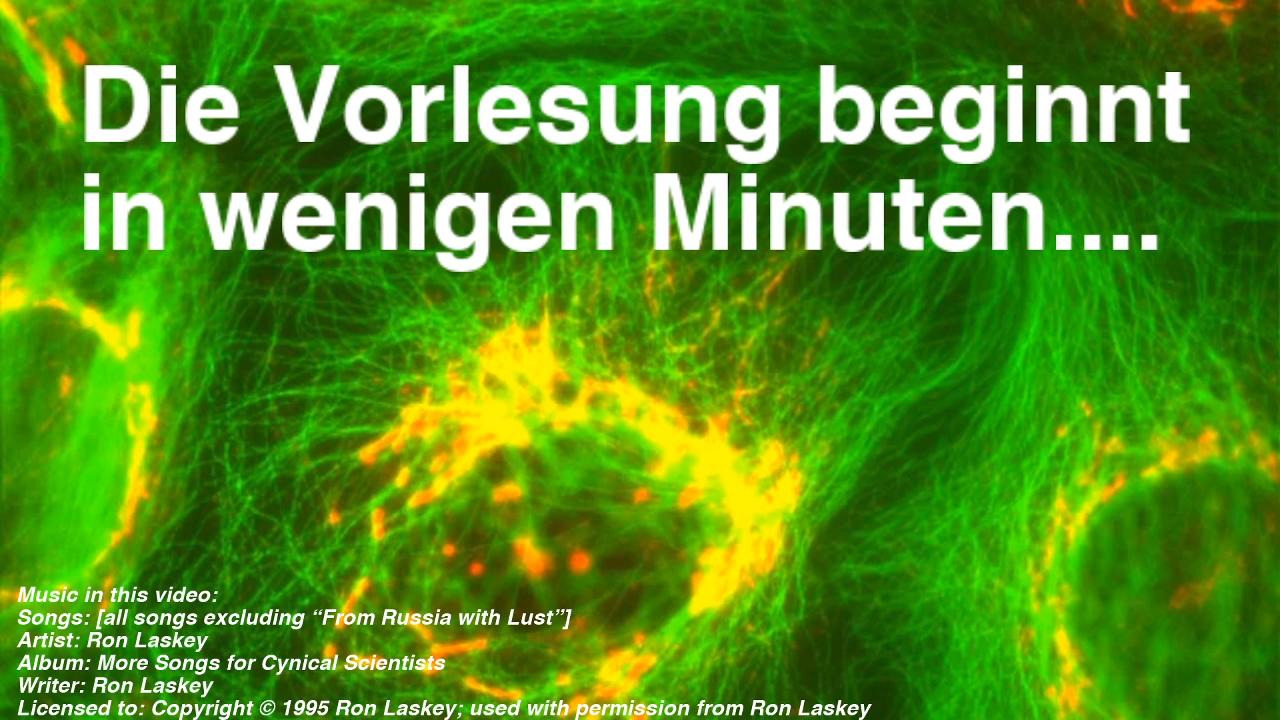 Die Vorlesung beginnt
in wenigen Minuten....
Music in this video:
Songs: [all songs excluding “From Russia with Lust”]
Artist: Ron Laskey
Album: More Songs for Cynical Scientists
Writer: Ron Laskey
Licensed to: Copyright © 1995 Ron Laskey; used with permission from Ron Laskey